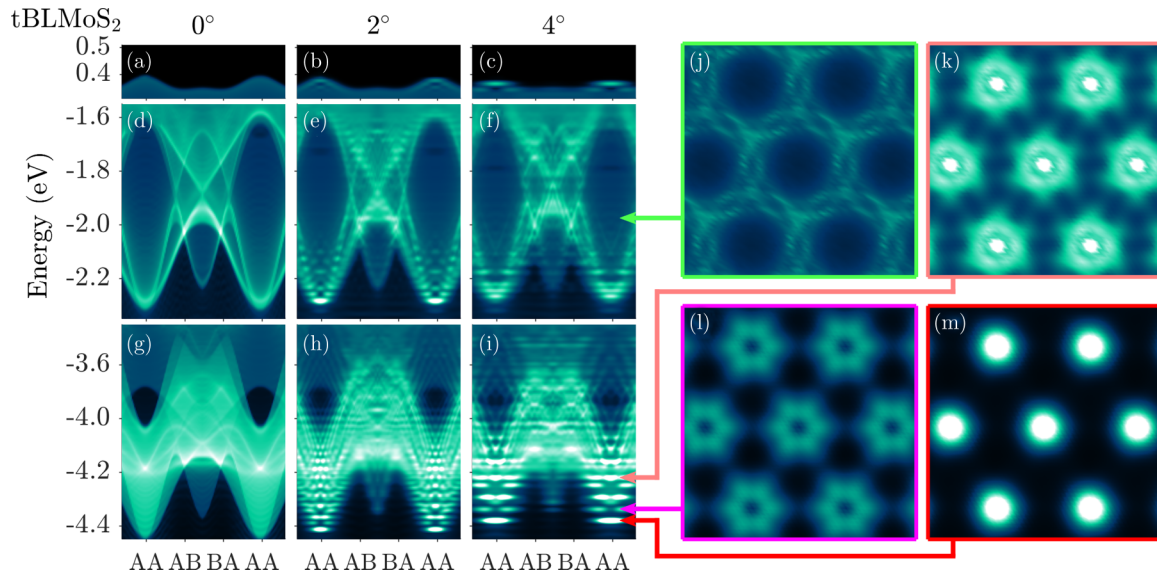 tBLMoS₂ 0° 2° 4°
0.5
0.4
(a) (b) (c)
-1.6
-1.8
-2.0
-2.2
(d) (e) (f)
Energy (eV)
-3.6
-4.0
-4.2
-4.4
(g) (h) (i)
AA AB BA AA AA AB BA AA AA AB BA AA
(j) (k)
(l) (m)